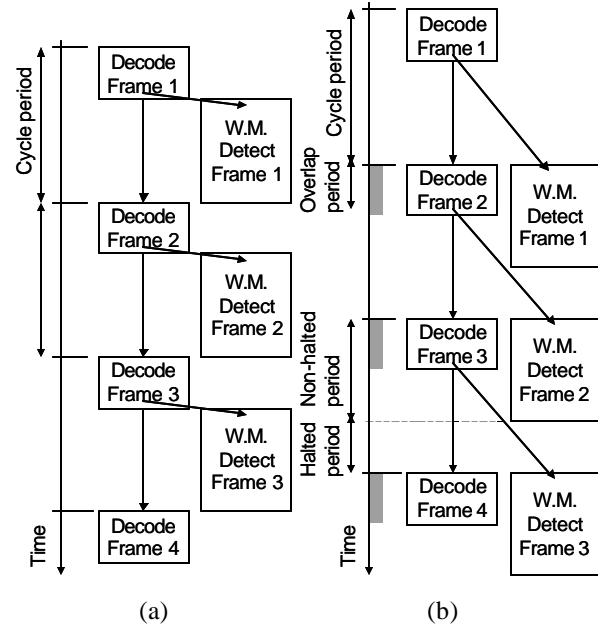 Cycle period
Time
Decode
Frame 1
W.M.
Detect
Frame 1
Decode
Frame 2
W.M.
Detect
Frame 2
Decode
Frame 3
W.M.
Detect
Frame 3
Decode
Frame 4
(a)
Cycle period
Overlap
period
Non-halted
period
Halted
period
Time
Decode
Frame 1
Decode
Frame 2
W.M.
Detect
Frame 1
Decode
Frame 3
W.M.
Detect
Frame 2
Decode
Frame 4
W.M.
Detect
Frame 3
(b)